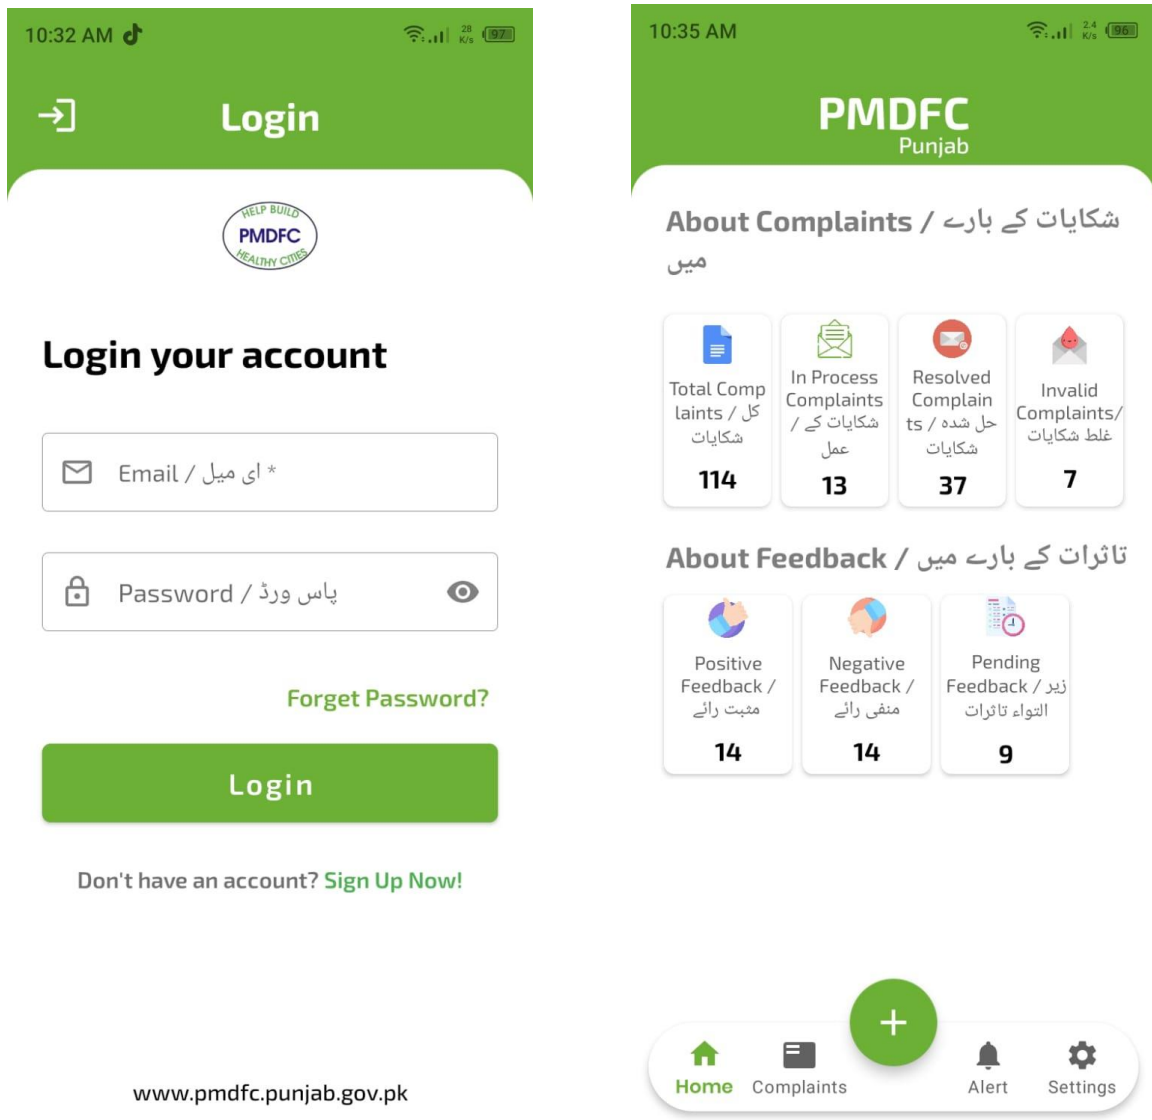 10:32 AM
28
K/s
97
Login
HELP BUILD
PMDFC
HEALTHY CITIES
Login your account
Email / ای میل *
Password / پاس ورڈ
Forget Password?
Login
Don't have an account? Sign Up Now!
www.pmdfc.punjab.gov.pk
10:35 AM
2.4
K/s
96
PMDFC
Punjab
About Complaints / شکایات کے بارے
میں
Total Comp
laints / کل
شکایات
114
In Process
Complaints
/ شکایات کے
عمل
13
Resolved
Complain
ts / حل شدہ
شکایات
37
Invalid
Complaints/
غلط شکایات
7
About Feedback / تاثرات کے بارے میں
Positive
Feedback /
مثبت رائے
14
Negative
Feedback /
منفی رائے
14
Pending
Feedback / زیر
التواء تاثرات
9
Home
Complaints
Alert
Settings